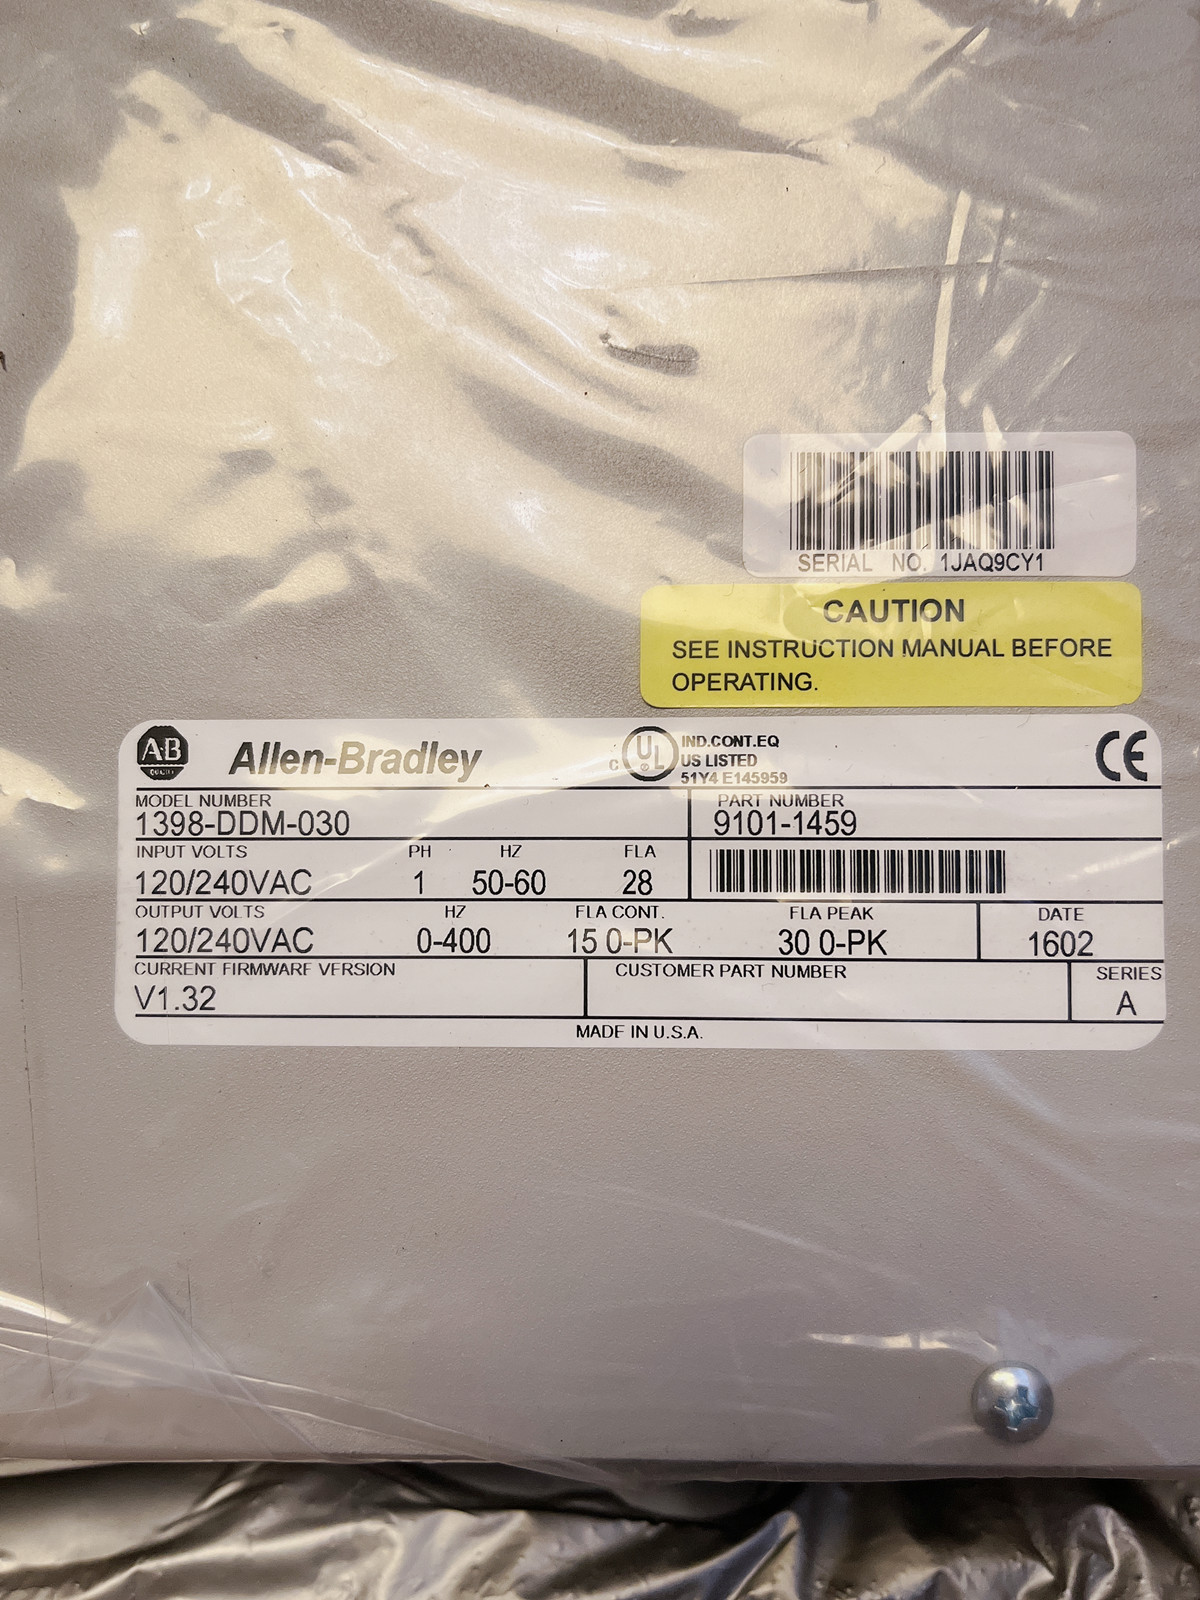 SERIAL NO. 1JAQ9CY1
CAUTION
SEE INSTRUCTION MANUAL BEFORE
OPERATING.
AB Allen-Bradley
C UL US LISTED
IND.CONT.EQ
51Y4 E145959
CE
MODEL NUMBER
1398-DDM-030
PART NUMBER
9101-1459
INPUT VOLTS PH HZ FLA
120/240VAC 1 50-60 28
OUTPUT VOLTS HZ FLA CONT. FLA PEAK DATE
120/240VAC 0-400 15 0-PK 30 0-PK 1602
CURRENT FIRMWARE VERSION
V1.32
CUSTOMER PART NUMBER
SERIES
A
MADE IN U.S.A.